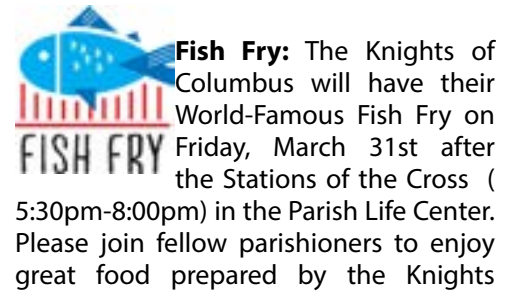 Fish Fry: The Knights of
Columbus will have their
World-Famous Fish Fry on
FISH FRY
Friday, March 31st after
the Stations of the Cross (
5:30pm-8:00pm) in the Parish Life Center.
Please join fellow parishioners to enjoy
great food prepared by the Knights